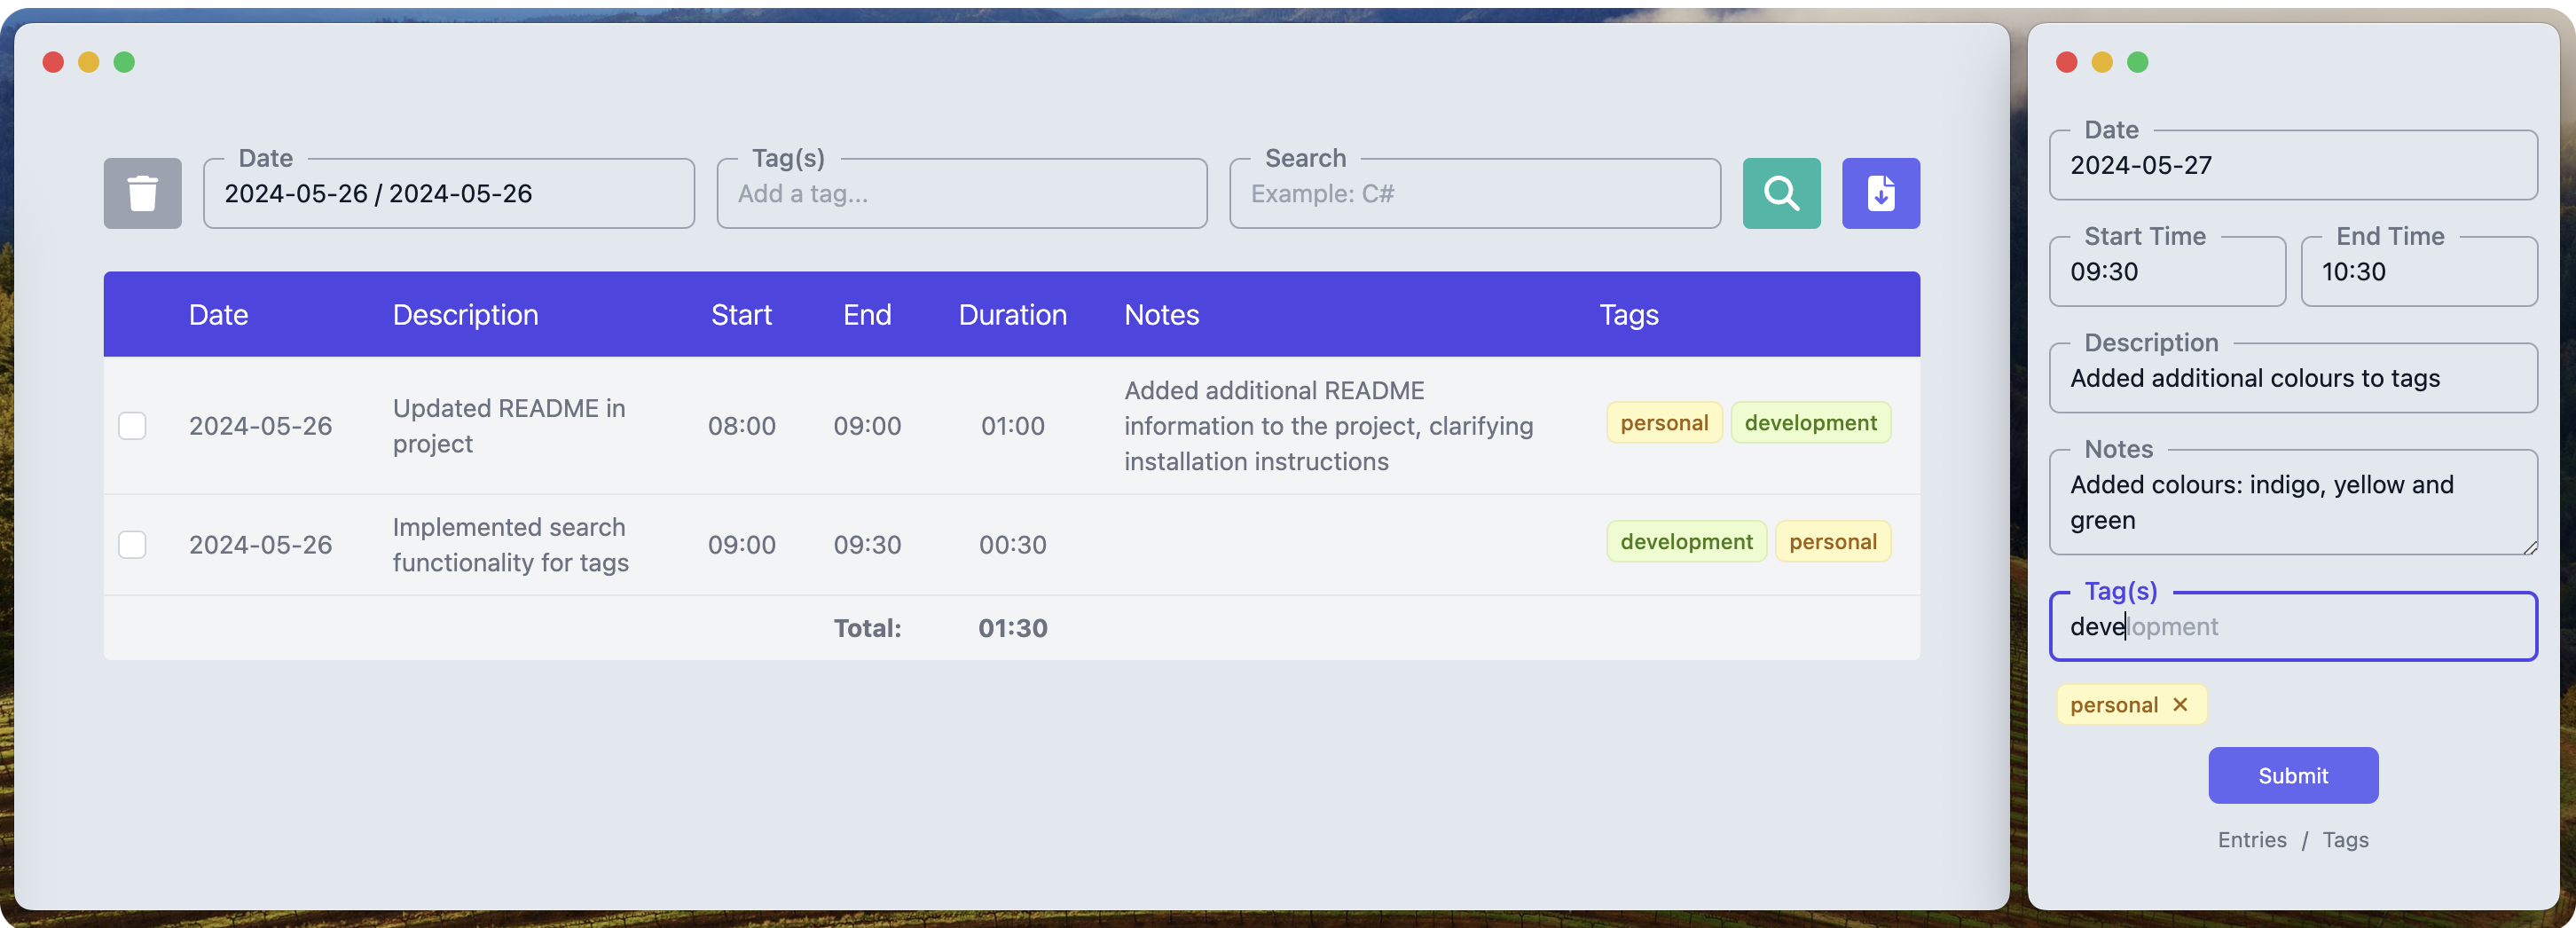 Date
2024-05-26 / 2024-05-26
Tag(s)
Add a tag...
Search
Example: C#
Date Description Start End Duration Notes Tags
2024-05-26
Updated README in
project
08:00 09:00 01:00
Added additional README
information to the project, clarifying
installation instructions
personal development
2024-05-26
Implemented search
functionality for tags
09:00 09:30 00:30
development personal
Total: 01:30
Date
2024-05-27
Start Time
09:30
End Time
10:30
Description
Added additional colours to tags
Notes
Added colours: indigo, yellow and
green
Tag(s)
development
personal ✕
Submit
Entries / Tags